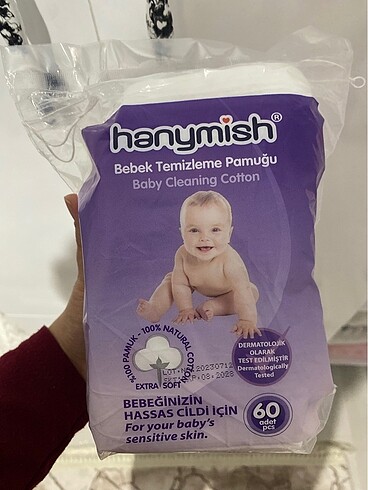 hanymish®
Bebek Temizleme Pamuğu
Baby Cleaning Cotton
%100 PAMUK - 100% NATURAL COTTON
EXTRA SOFT
DERMATOLOJİK
OLARAK
TEST EDİLMİŞTİR
Dermatologically
Tested
BEBEĞİNİZİN
HASSAS CİLDİ İÇİN
For your baby's
sensitive skin.
60
adet
pcs